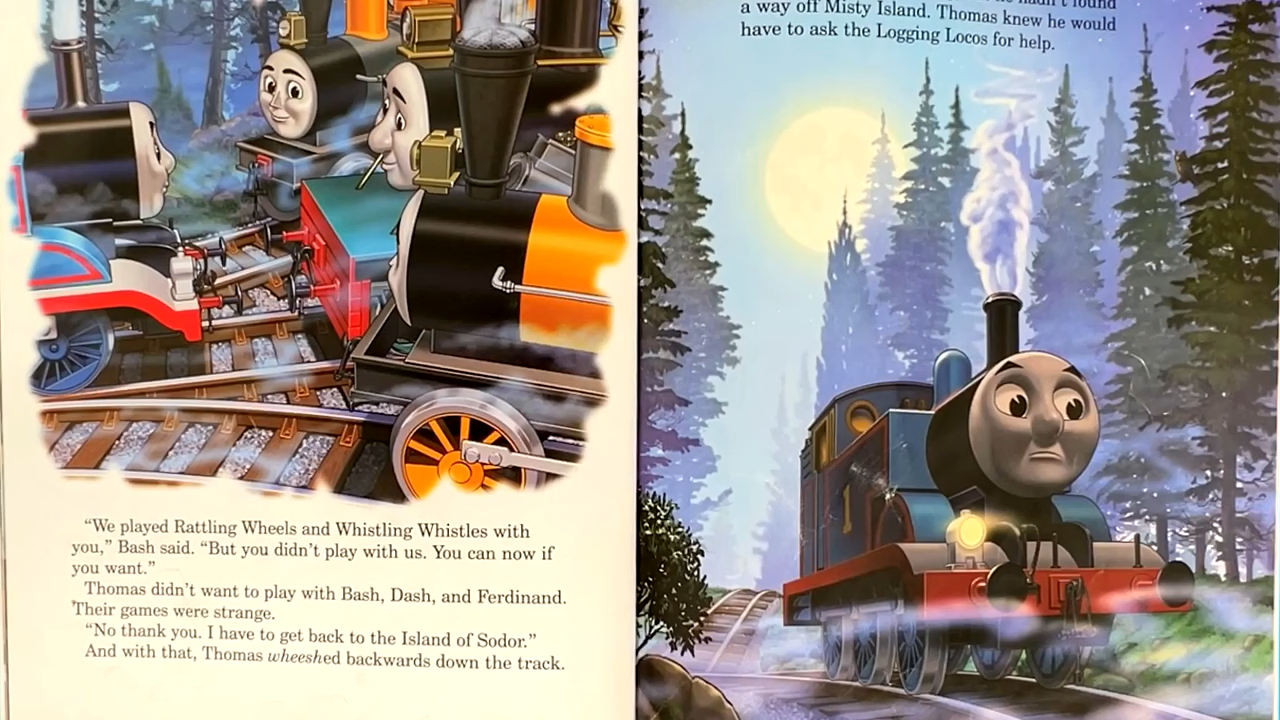 “We played Rattling Wheels and Whistling Whistles with
you,” Bash said. “But you didn’t play with us. You can now if
you want.”
Thomas didn’t want to play with Bash, Dash, and Ferdinand.
Their games were strange.
“No thank you. I have to get back to the Island of Sodor.”
And with that, Thomas wheeshed backwards down the track.
hadn’t found
a way off Misty Island. Thomas knew he would
have to ask the Logging Locos for help.
1